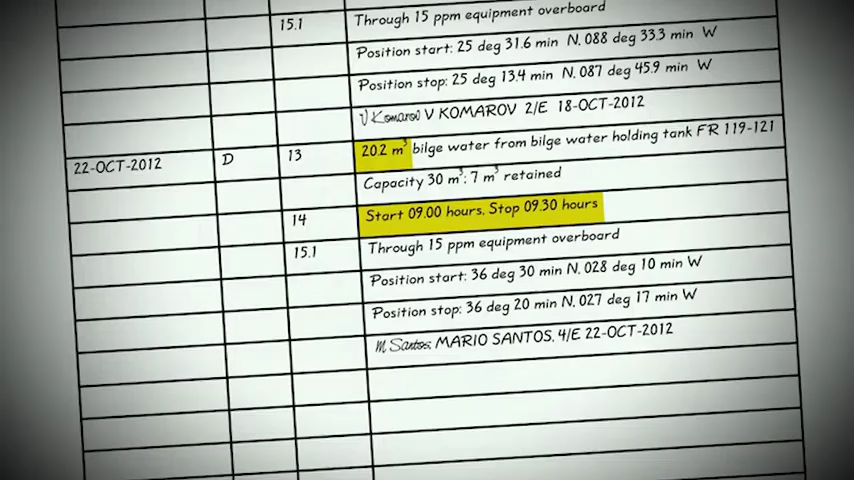 15.1 Through 15 ppm equipment overboard
Position start: 25 deg 31.6 min N, 088 deg 33.3 min W
Position stop: 25 deg 13.4 min N, 087 deg 45.9 min W
V Komarov V KOMAROV 2/E 18-OCT-2012
22-OCT-2012 D 13 20.2 m³ bilge water from bilge water holding tank FR 119-121
Capacity 30 m³: 7 m³ retained
14 Start 09.00 hours. Stop 09.30 hours
15.1 Through 15 ppm equipment overboard
Position start: 36 deg 30 min N, 028 deg 10 min W
Position stop: 36 deg 20 min N, 027 deg 17 min W
M Santos. MARIO SANTOS. 4/E 22-OCT-2012